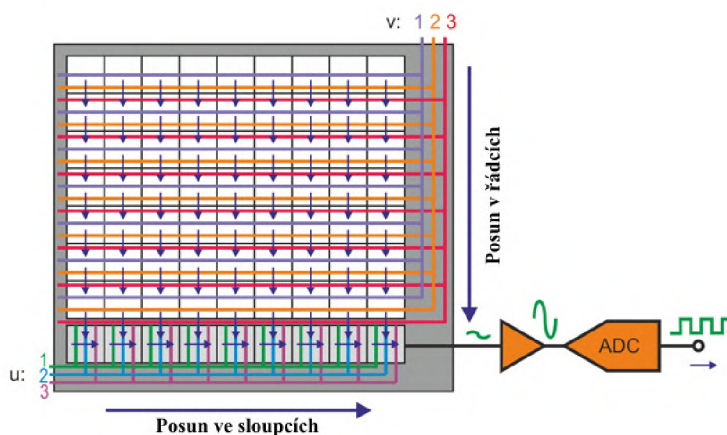 v: 1 2 3
Posun v řádcích
ADC
1
u: 2
3
Posun ve sloupcích